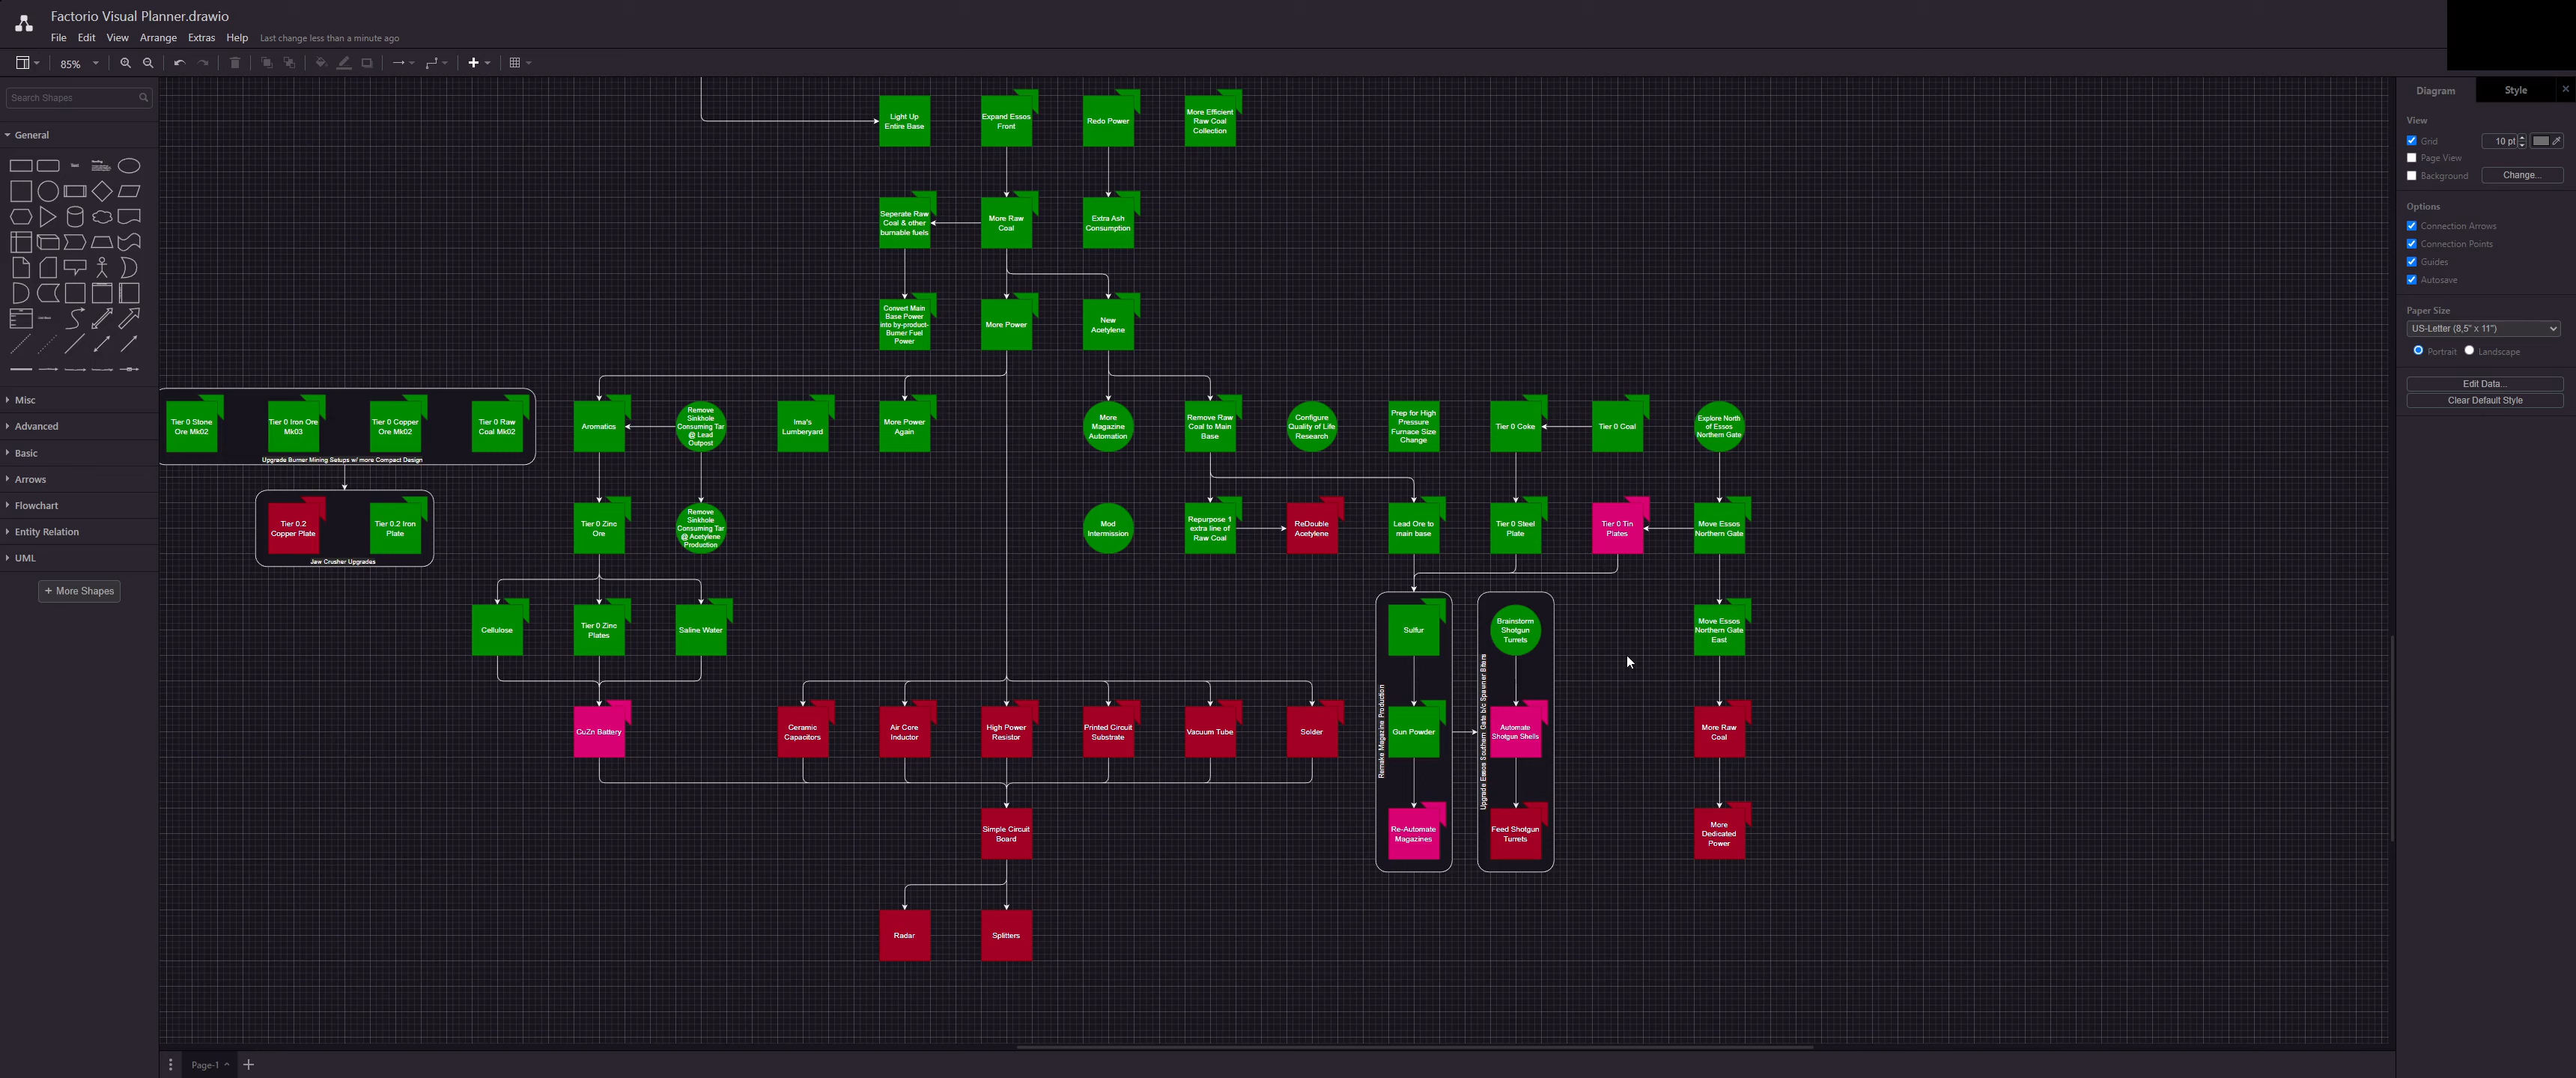 Factorio Visual Planner.drawio
File Edit View Arrange Extras Help Last change less than a minute ago
85%
Search Shapes
General
Misc
Advanced
Basic
Arrows
Flowchart
Entity Relation
UML
+ More Shapes
Light Up
Entire Base
Expand Essos
Front
Redo Power
More Efficient
Raw Coal
Collection
Seperate Raw
Coal & other
burnable fuels
More Raw
Coal
Extra Ash
Consumption
Convert Main
Base Power
into by-product-
Burner Fuel
Power
More Power
New
Acetylene
Tier 0 Stone
Ore Mk02
Tier 0 Iron Ore
Mk03
Tier 0 Copper
Ore Mk02
Tier 0 Raw
Coal Mk02
Upgrade Burner Mining Setups w/ more Compact Design
Aromatics
Remove
Sinkhole
Consuming Tar
@ Lead
Outpost
Ima's
Lumberyard
More Power
Again
More
Magazine
Automation
Remove Raw
Coal to Main
Base
Configure
Quality of Life
Research
Prep for High
Pressure
Furnace Size
Change
Tier 0 Coke
Tier 0 Coal
Explore North
of Essos
Northern Gate
Tier 0.2
Copper Plate
Tier 0.2 Iron
Plate
Jaw Crusher Upgrades
Tier 0 Zinc
Ore
Remove
Sinkhole
Consuming Tar
@ Acetylene
Production
Mod
Intermission
Repurpose 1
extra line of
Raw Coal
ReDouble
Acetylene
Lead Ore to
main base
Tier 0 Steel
Plate
Tier 0 Tin
Plates
Move Essos
Northern Gate
Cellulose
Tier 0 Zinc
Plates
Saline Water
Sulfur
Brainstorm
Shotgun
Turrets
Move Essos
Northern Gate
East
CuZn Battery
Ceramic
Capacitors
Air Core
Inductor
High Power
Resistor
Printed Circuit
Substrate
Vacuum Tube
Solder
Remake Magazine Production
Gun Powder
Upgrade Essos Southern Gate b/c Spawner Biters
Automate
Shotgun Shells
More Raw
Coal
Simple Circuit
Board
Re-Automate
Magazines
Feed Shotgun
Turrets
More
Dedicated
Power
Radar
Splitters
Page-1
Diagram Style
View
Grid 10 pt
Page View
Background Change...
Options
Connection Arrows
Connection Points
Guides
Autosave
Paper Size
US-Letter (8,5" x 11")
Portrait Landscape
Edit Data...
Clear Default Style